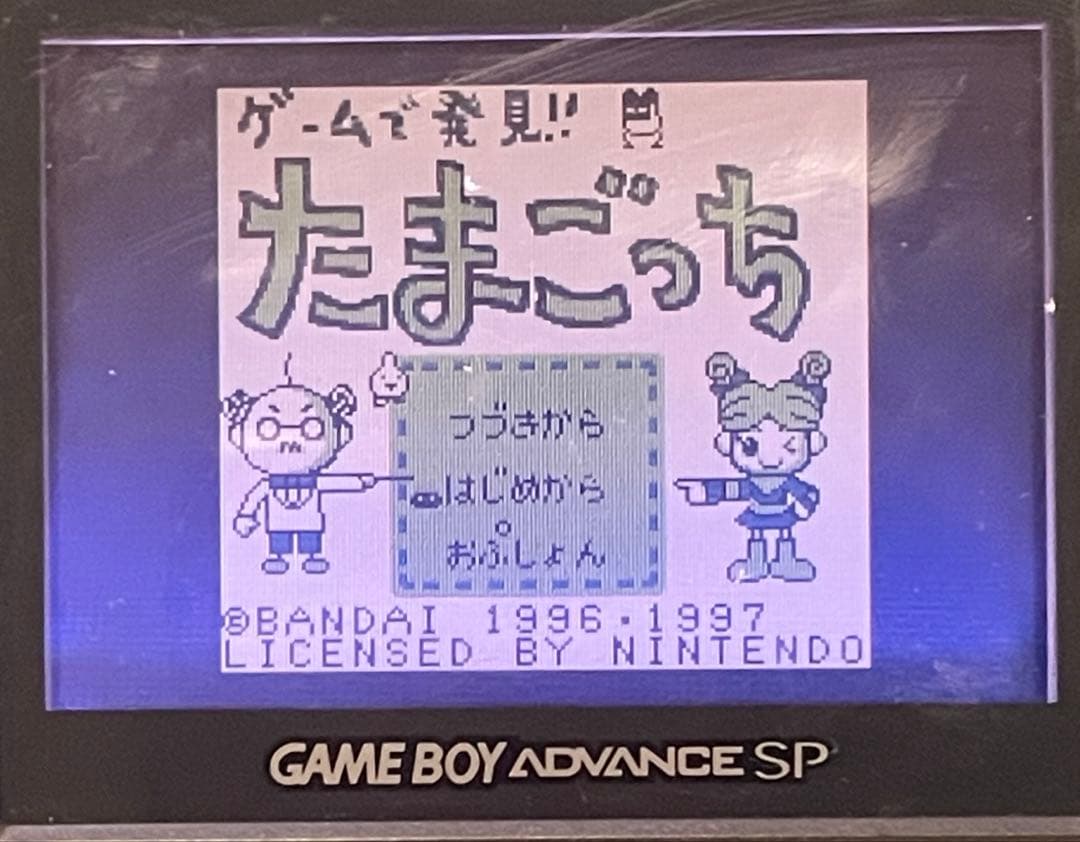 ゲームで発見!!
たまごっち
つづきから
はじめから
おぷしょん
©BANDAI 1996・1997
LICENSED BY NINTENDO
GAME BOY ADVANCE SP